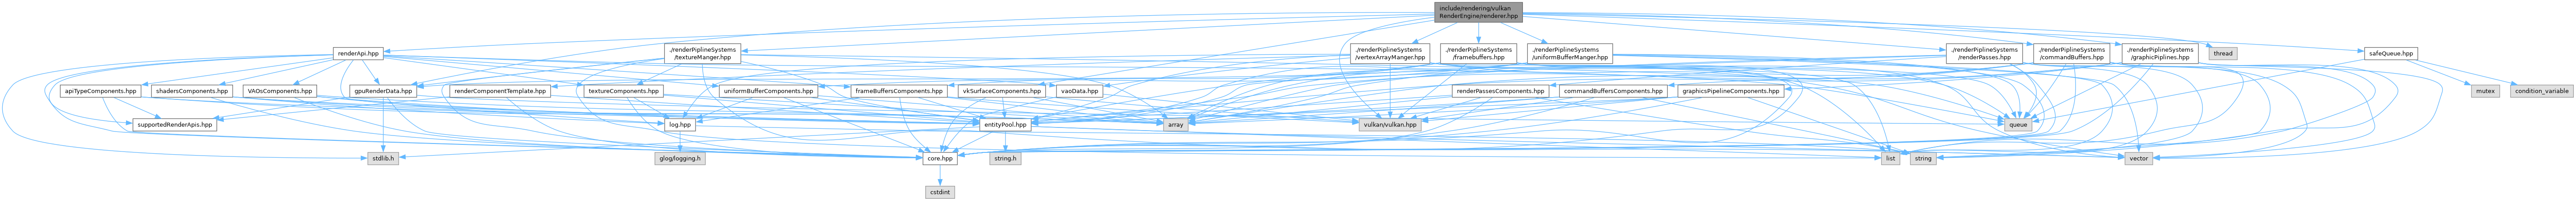 include/rendering/vulkan
RenderEngine/renderer.hpp
renderApi.hpp
./renderPiplineSystems
/textureManger.hpp
./renderPiplineSystems
/vertexArrayManger.hpp
./renderPiplineSystems
/framebuffers.hpp
./renderPiplineSystems
/uniformBufferManger.hpp
./renderPiplineSystems
/renderPasses.hpp
./renderPiplineSystems
/commandBuffers.hpp
./renderPiplineSystems
/graphicPiplines.hpp
thread
safeQueue.hpp
apiTypeComponents.hpp
shadersComponents.hpp
VAOsComponents.hpp
gpuRenderData.hpp
renderComponentTemplate.hpp
textureComponents.hpp
uniformBufferComponents.hpp
frameBuffersComponents.hpp
vkSurfaceComponents.hpp
vaoData.hpp
renderPassesComponents.hpp
commandBuffersComponents.hpp
graphicsPipelineComponents.hpp
mutex
condition_variable
supportedRenderApis.hpp
log.hpp
entityPool.hpp
array
vulkan/vulkan.hpp
queue
stdlib.h
glog/logging.h
core.hpp
string.h
list
string
vector
cstdint